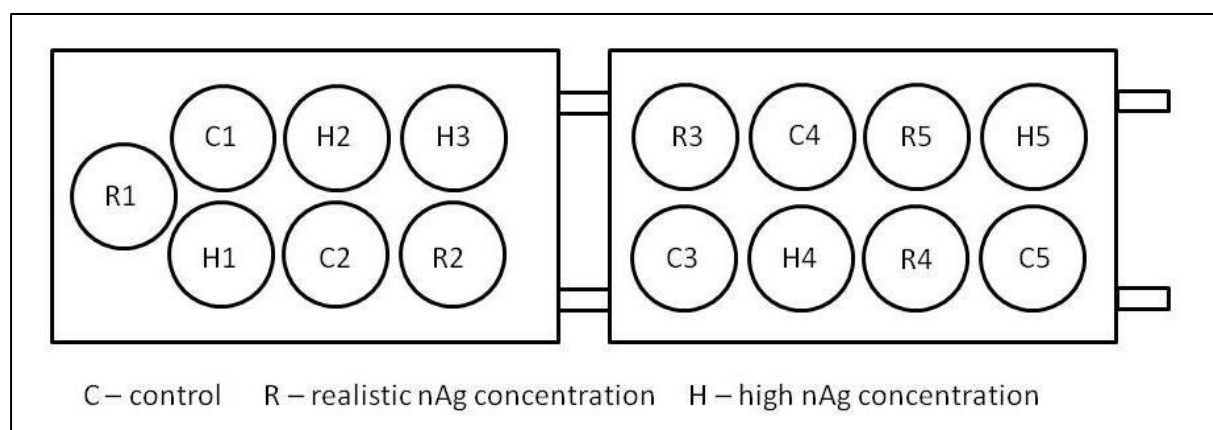 C1 H2 H3 R3 C4 R5 H5
R1
H1 C2 R2 C3 H4 R4 C5
C – control R – realistic nAg concentration H – high nAg concentration